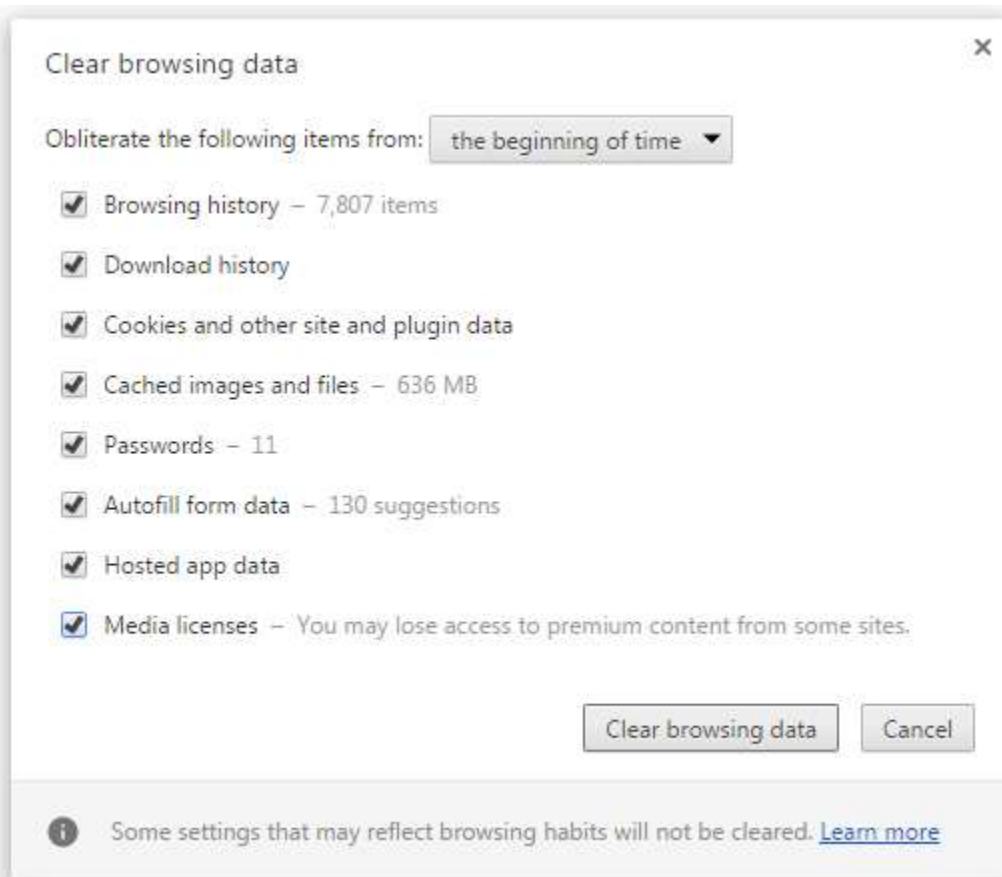 Clear browsing data
Obliterate the following items from: the beginning of time
Browsing history – 7,807 items
Download history
Cookies and other site and plugin data
Cached images and files – 636 MB
Passwords – 11
Autofill form data – 130 suggestions
Hosted app data
Media licenses – You may lose access to premium content from some sites.
Clear browsing data Cancel
Some settings that may reflect browsing habits will not be cleared. Learn more